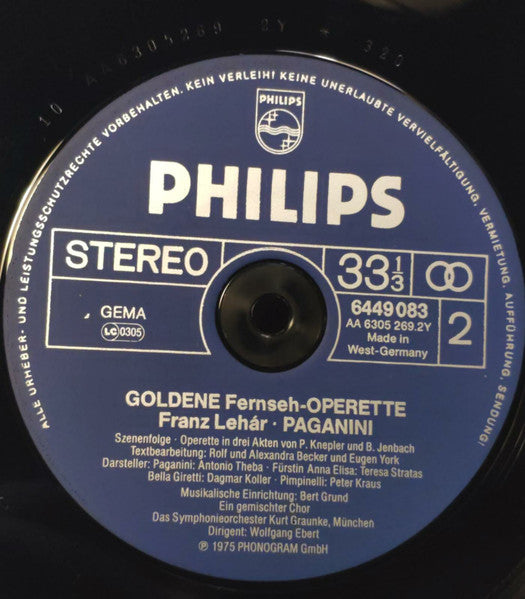 10 AA6305269 2Y * 320
ALLE URHEBER- UND LEISTUNGSSCHUTZRECHTE VORBEHALTEN. KEIN VERLEIH! KEINE UNERLAUBTE VERVIELFÄLTIGUNG, VERMIETUNG, AUFFÜHRUNG, SENDUNG!
PHILIPS
PHILIPS
STEREO
33 1/3
GEMA
LC 0305
6449 083
AA 6305 269.2Y
Made in
West-Germany
2
GOLDENE Fernseh-OPERETTE
Franz Lehár · PAGANINI
Szenenfolge · Operette in drei Akten von P. Knepler und B. Jenbach
Textbearbeitung: Rolf und Alexandra Becker und Eugen York
Darsteller: Paganini: Antonio Theba · Fürstin Anna Elisa: Teresa Stratas
Bella Giretti: Dagmar Koller · Pimpinelli: Peter Kraus
Musikalische Einrichtung: Bert Grund
Ein gemischter Chor
Das Symphonieorchester Kurt Graunke, München
Dirigent: Wolfgang Ebert
℗ 1975 PHONOGRAM GmbH